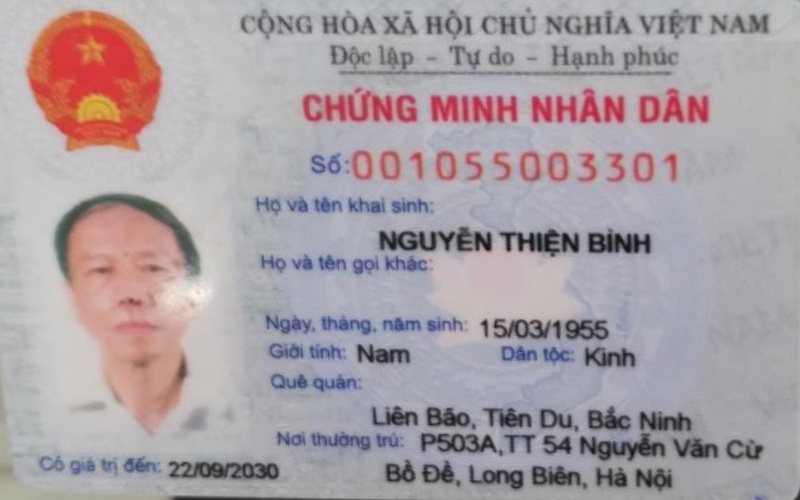 CỘNG HÒA XÃ HỘI CHỦ NGHĨA VIỆT NAM
Độc lập - Tự do - Hạnh phúc
CHỨNG MINH NHÂN DÂN
Số: 001055003301
Họ và tên khai sinh:
NGUYỄN THIỆN BÌNH
Họ và tên gọi khác:
Ngày, tháng, năm sinh: 15/03/1955
Giới tính: Nam Dân tộc: Kinh
Quê quán:
Liên Bão, Tiên Du, Bắc Ninh
Nơi thường trú: P503A,TT 54 Nguyễn Văn Cừ
Bồ Đề, Long Biên, Hà Nội
Có giá trị đến: 22/09/2030